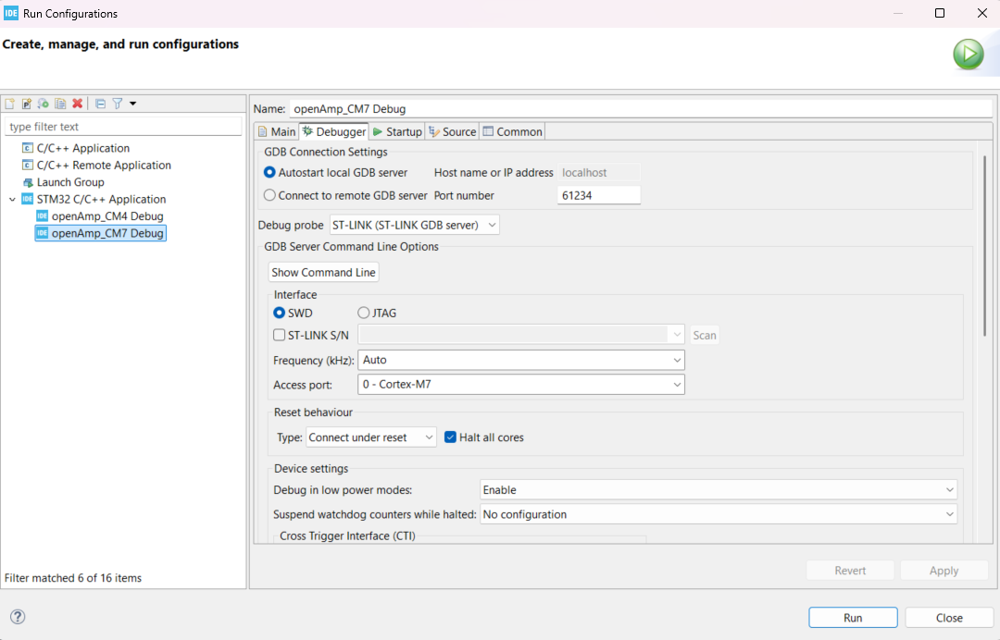 IDE Run Configurations
Create, manage, and run configurations
type filter text
C/C++ Application
C/C++ Remote Application
Launch Group
IDE STM32 C/C++ Application
IDE openAmp_CM4 Debug
IDE openAmp_CM7 Debug
Filter matched 6 of 16 items
Name: openAmp_CM7 Debug
Main Debugger Startup Source Common
GDB Connection Settings
Autostart local GDB server Host name or IP address localhost
Connect to remote GDB server Port number 61234
Debug probe ST-LINK (ST-LINK GDB server)
GDB Server Command Line Options
Show Command Line
Interface
SWD JTAG
ST-LINK S/N Scan
Frequency (kHz): Auto
Access port: 0 - Cortex-M7
Reset behaviour
Type: Connect under reset Halt all cores
Device settings
Debug in low power modes: Enable
Suspend watchdog counters while halted: No configuration
Cross Trigger Interface (CTI)
Revert Apply
Run Close